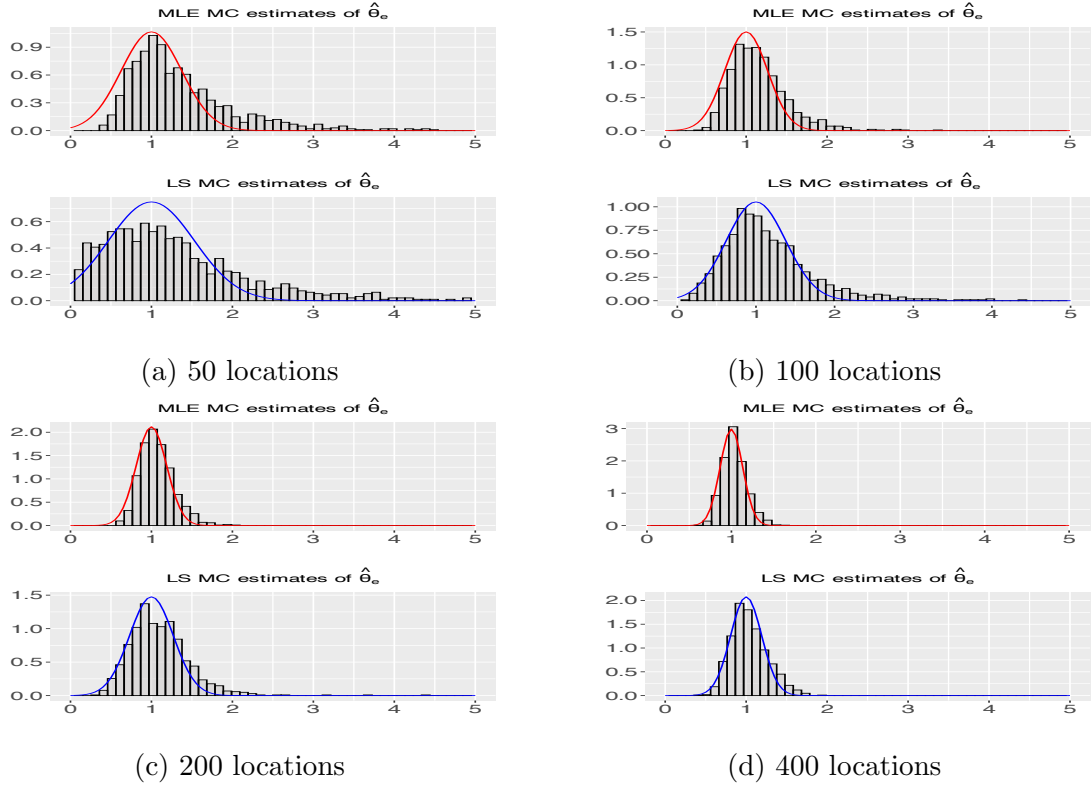 MLE MC estimates of θ̂ₑ
0.9
0.6
0.3
0.0
0 1 2 3 4 5
LS MC estimates of θ̂ₑ
0.6
0.4
0.2
0.0
0 1 2 3 4 5
(a) 50 locations
MLE MC estimates of θ̂ₑ
1.5
1.0
0.5
0.0
0 1 2 3 4 5
LS MC estimates of θ̂ₑ
1.00
0.75
0.50
0.25
0.00
0 1 2 3 4 5
(b) 100 locations
MLE MC estimates of θ̂ₑ
2.0
1.5
1.0
0.5
0.0
0 1 2 3 4 5
LS MC estimates of θ̂ₑ
1.5
1.0
0.5
0.0
0 1 2 3 4 5
(c) 200 locations
MLE MC estimates of θ̂ₑ
3
2
1
0
0 1 2 3 4 5
LS MC estimates of θ̂ₑ
2.0
1.5
1.0
0.5
0.0
0 1 2 3 4 5
(d) 400 locations